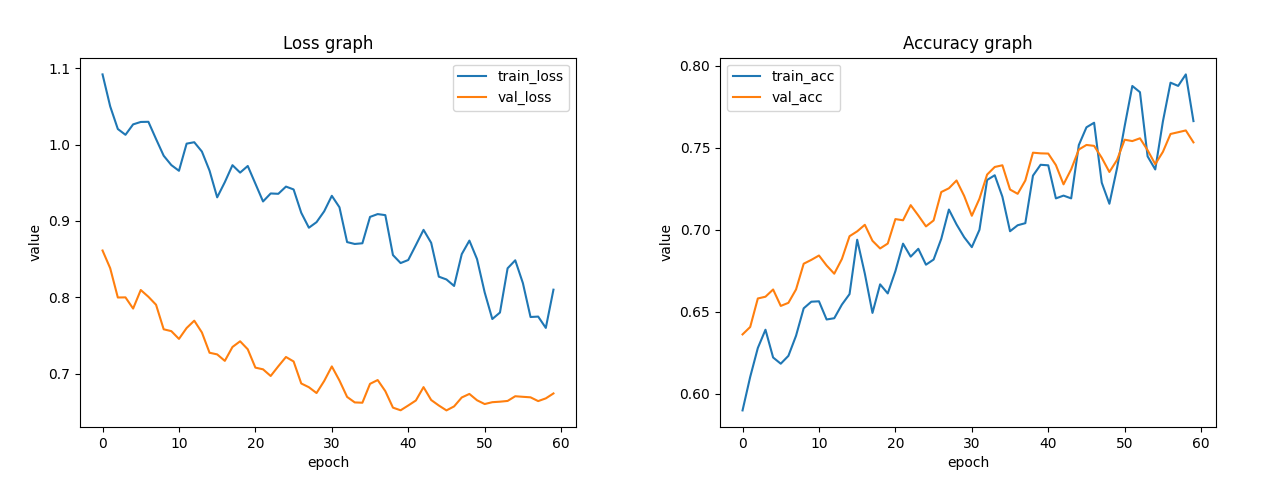 Loss graph
1.1
1.0
0.9
0.8
0.7
value
0 10 20 30 40 50 60
epoch
train_loss
val_loss
Accuracy graph
0.80
0.75
0.70
0.65
0.60
value
0 10 20 30 40 50 60
epoch
train_acc
val_acc